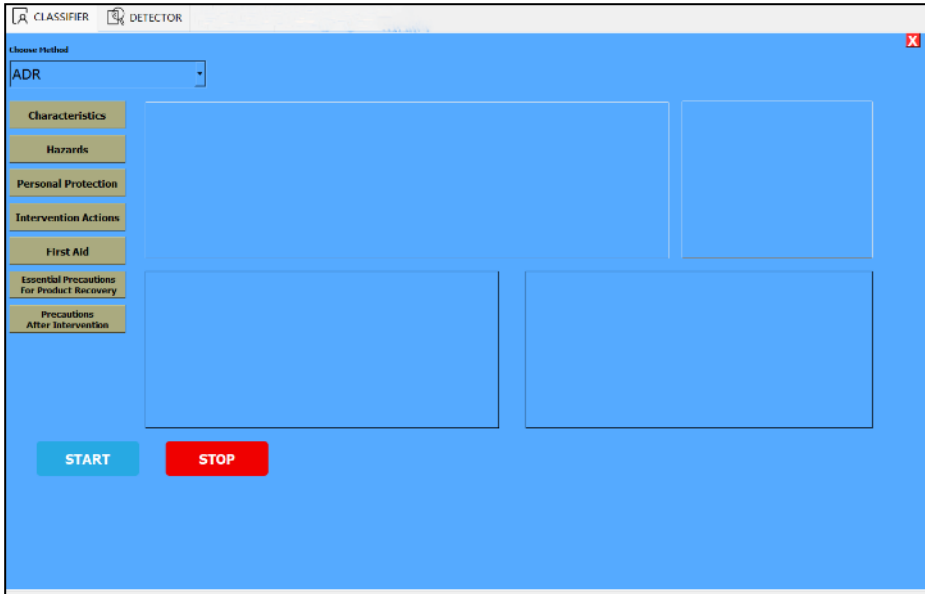 CLASSIFIER
DETECTOR
X
Choose Method
ADR
Characteristics
Hazards
Personal Protection
Intervention Actions
First Aid
Essential Precautions
For Product Recovery
Precautions
After Intervention
START
STOP